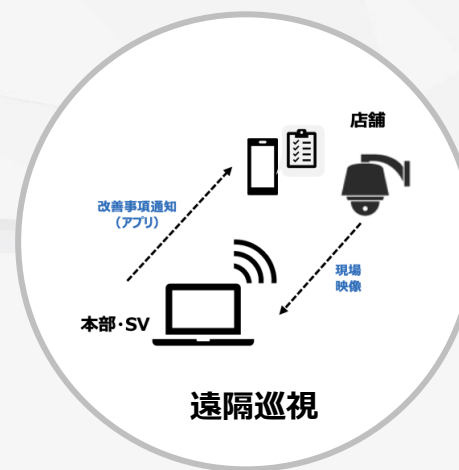 店舗
改善事項通知
（アプリ）
現場
映像
本部・SV
遠隔巡視